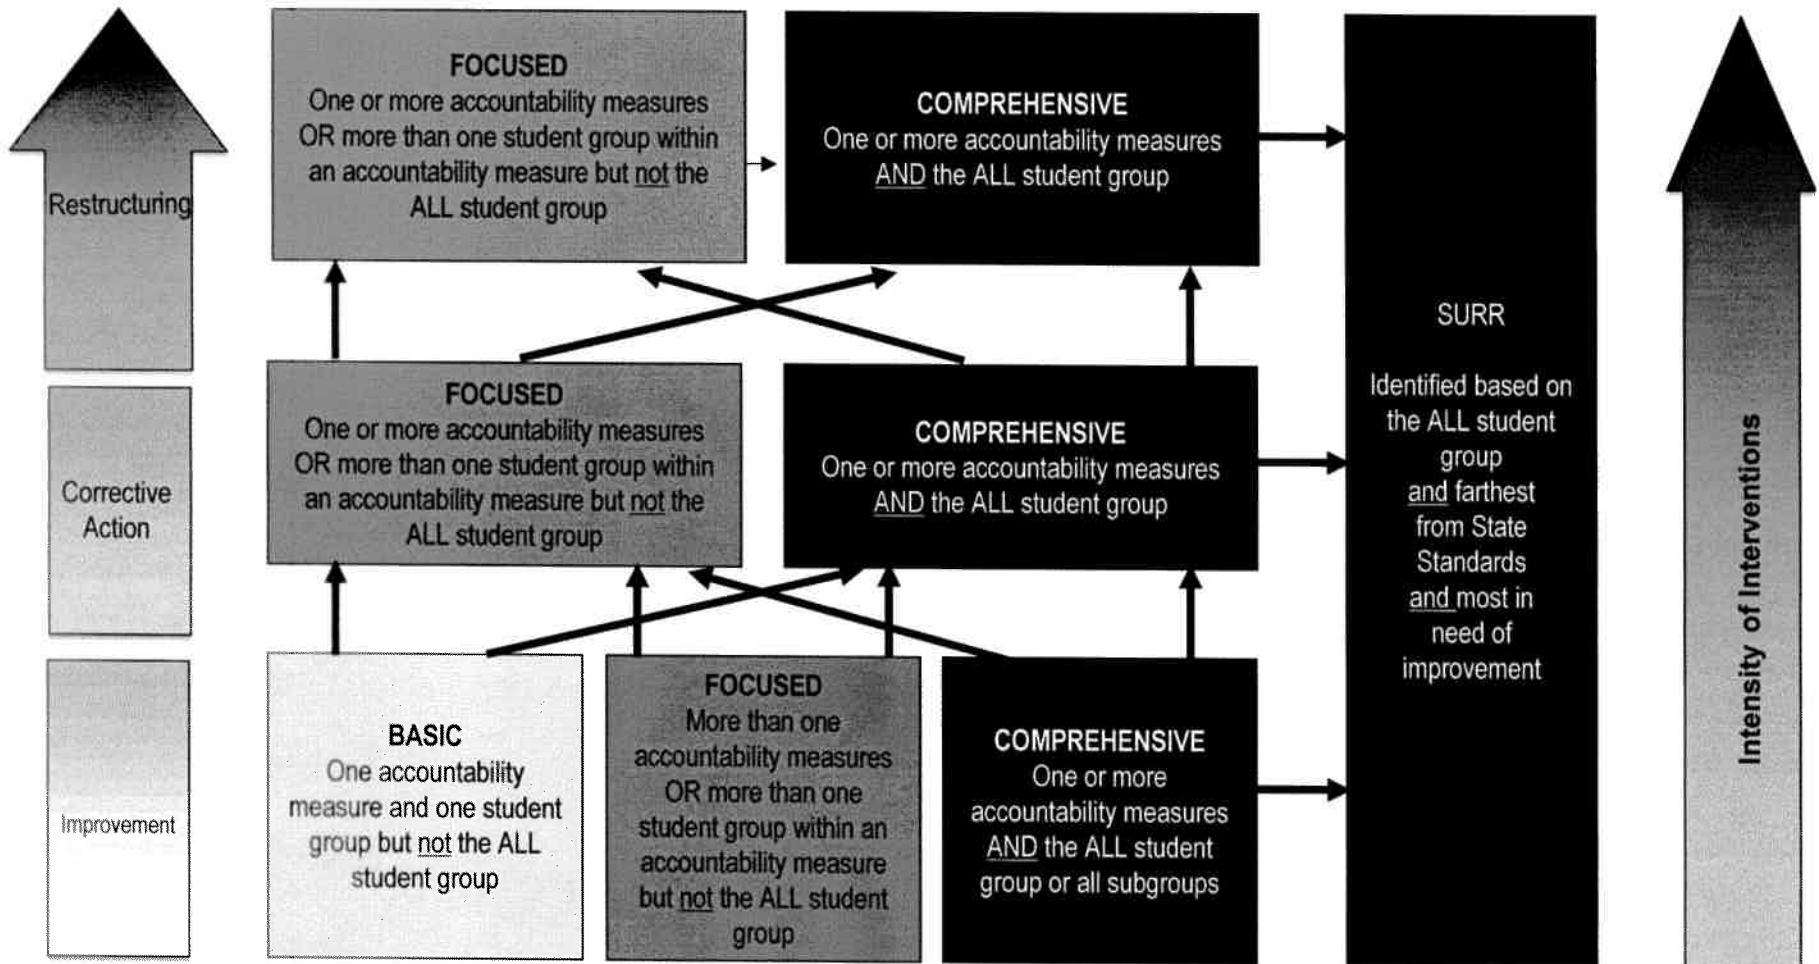 FOCUSED
One or more accountability measures
OR more than one student group within
an accountability measure but not the
ALL student group
COMPREHENSIVE
One or more accountability measures
AND the ALL student group
Restructuring
FOCUSED
One or more accountability measures
OR more than one student group within
an accountability measure but not the
ALL student group
COMPREHENSIVE
One or more accountability measures
AND the ALL student group
Corrective
Action
BASIC
One accountability
measure and one student
group but not the ALL
student group
FOCUSED
More than one
accountability measures
OR more than one
student group within an
accountability measure
but not the ALL student
group
COMPREHENSIVE
One or more
accountability measures
AND the ALL student
group or all subgroups
Improvement
SURR
Identified based on
the ALL student
group
and farthest
from State
Standards
and most in
need of
improvement
Intensity of Interventions